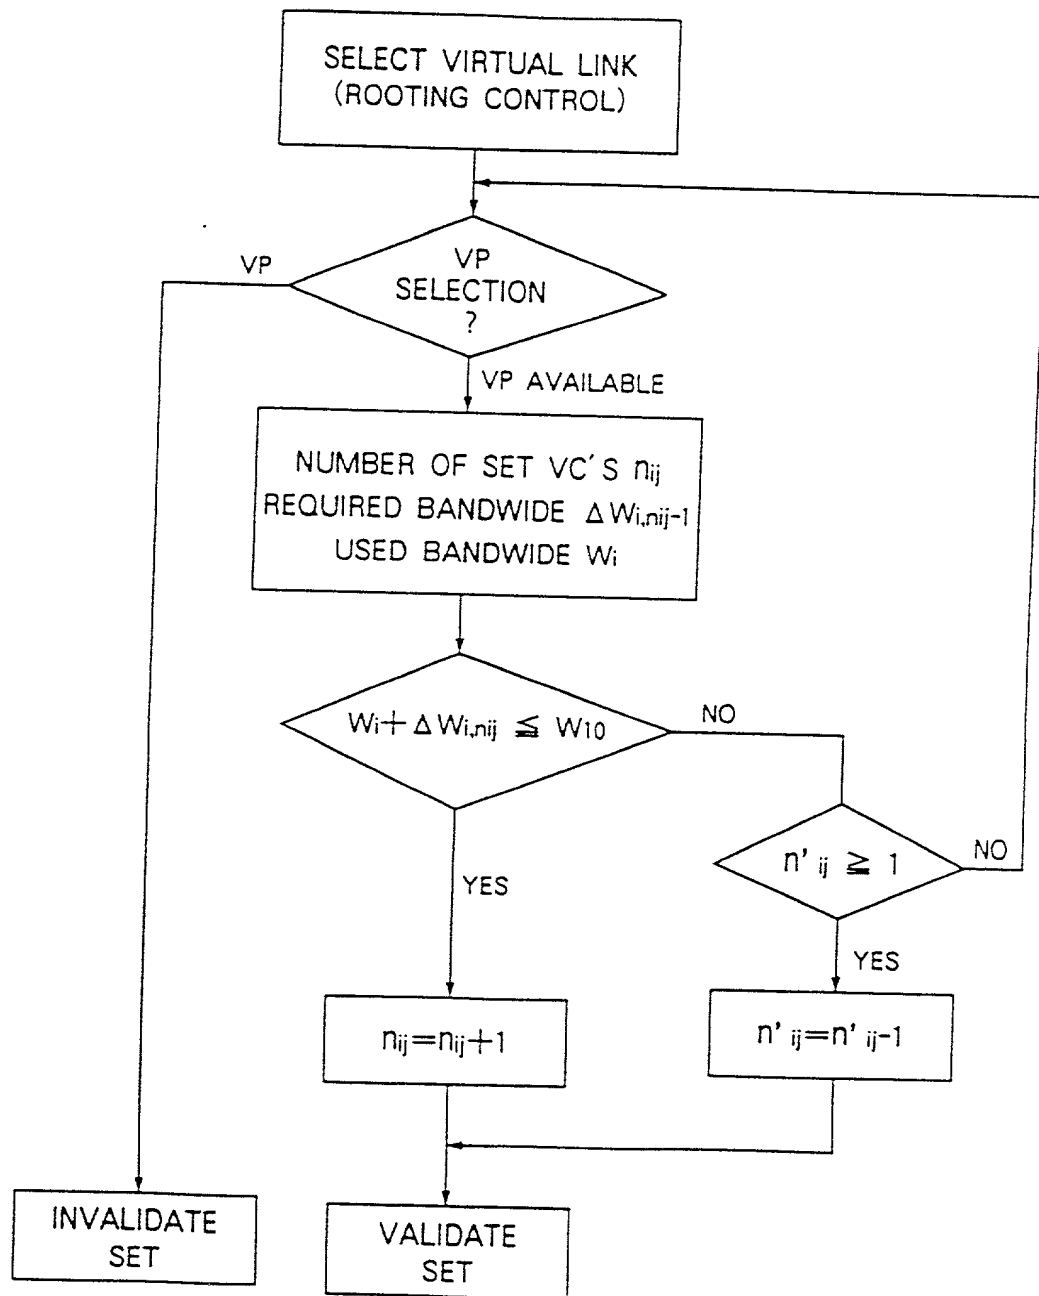 SELECT VIRTUAL LINK
(ROOTING CONTROL)
VP
VP
SELECTION
?
VP AVAILABLE
NUMBER OF SET VC'S nij
REQUIRED BANDWIDE ΔWi,nij-1
USED BANDWIDE Wi
Wi+ΔWi,nij ≦ W10
NO
n'ij ≧ 1
NO
YES
YES
nij=nij+1
n'ij=n'ij-1
INVALIDATE
SET
VALIDATE
SET